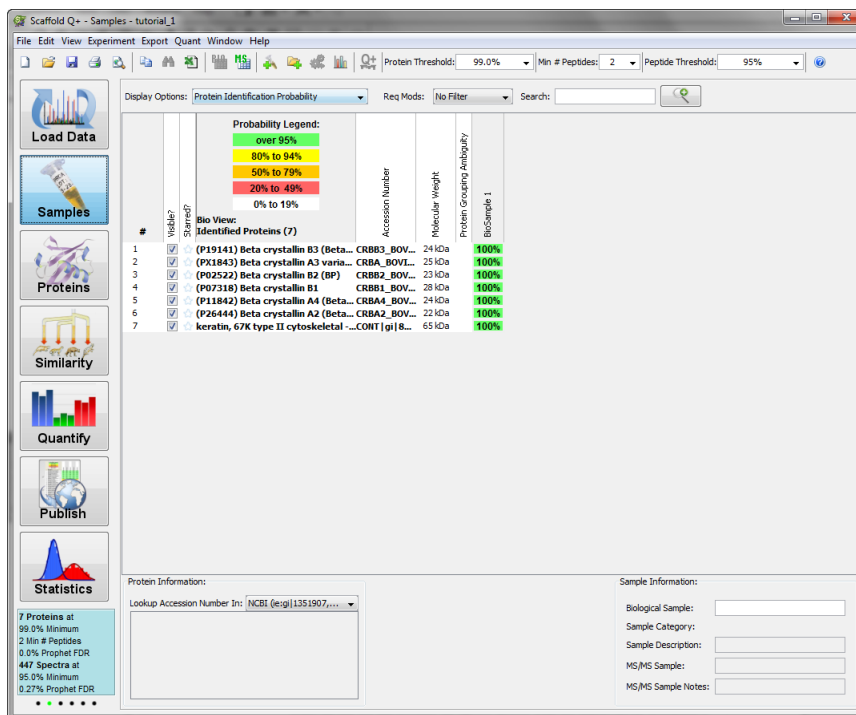 Scaffold Q+ - Samples - tutorial_1
File Edit View Experiment Export Quant Window Help
Protein Threshold: 99.0% Min # Peptides: 2 Peptide Threshold: 95%
Display Options: Protein Identification Probability Req Mods: No Filter Search:
Load Data
Samples
Proteins
Similarity
Quantify
Publish
Statistics
7 Proteins at
99.0% Minimum
2 Min # Peptides
0.0% Prophet FDR
447 Spectra at
95.0% Minimum
0.27% Prophet FDR
Probability Legend:
over 95%
80% to 94%
50% to 79%
20% to 49%
0% to 19%
Bio View:
Identified Proteins (7)
# Visible? Starred? Accession Number Molecular Weight Protein Grouping Ambiguity BioSample 1
1 (P19141) Beta crystallin B3 (Beta... CRBB3_BOV... 24 kDa 100%
2 (PX1843) Beta crystallin A3 varia... CRBA_BOVI... 25 kDa 100%
3 (P02522) Beta crystallin B2 (BP) CRBB2_BOV... 23 kDa 100%
4 (P07318) Beta crystallin B1 CRBB1_BOV... 28 kDa 100%
5 (P11842) Beta crystallin A4 (Beta... CRBA4_BOV... 24 kDa 100%
6 (P26444) Beta crystallin A2 (Beta... CRBA2_BOV... 22 kDa 100%
7 keratin, 67K type II cytoskeletal -... CONT|gi|8... 65 kDa 100%
Protein Information:
Lookup Accession Number In: NCBI (ie:gi|1351907,...
Sample Information:
Biological Sample:
Sample Category:
Sample Description:
MS/MS Sample:
MS/MS Sample Notes: